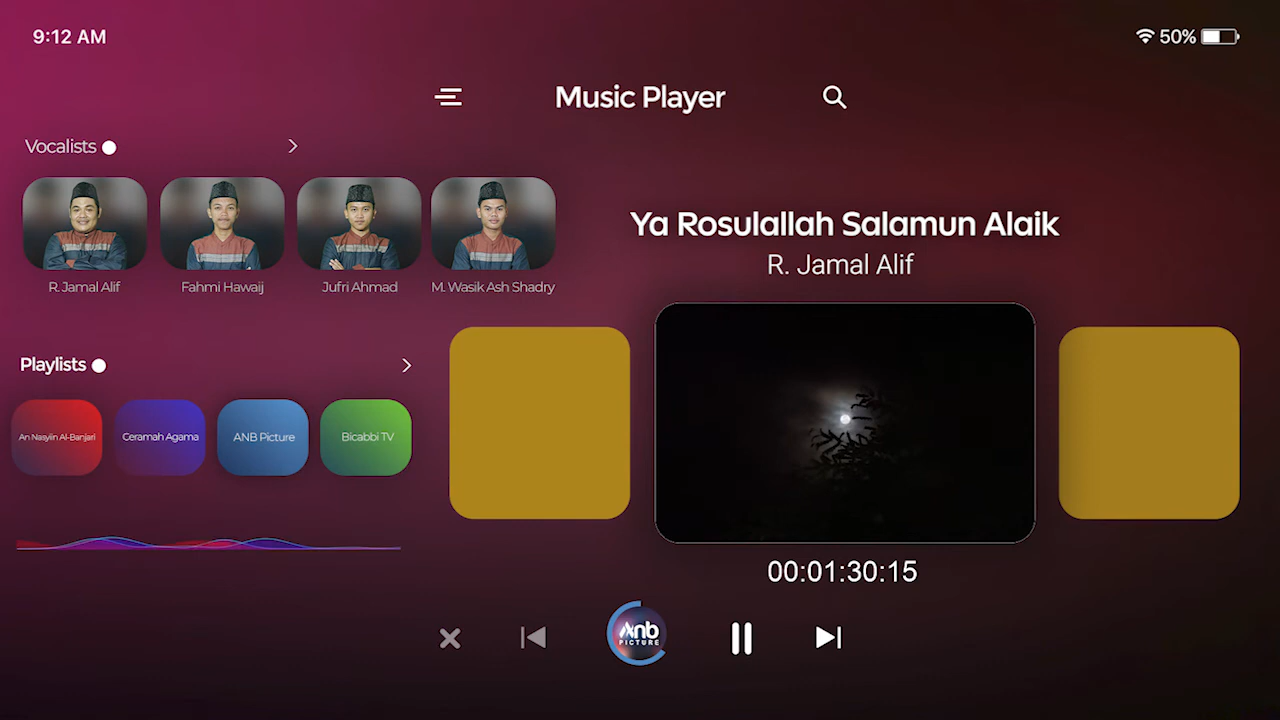 9:12 AM
50%
Music Player
Vocalists
R. Jamal Alif
Fahmi Hawaij
Jufri Ahmad
M. Wasik Ash Shadry
Ya Rosulallah Salamun Alaik
R. Jamal Alif
Playlists
An Nasyiin Al-Banjari
Ceramah Agama
ANB Picture
Bicabbi TV
00:01:30:15
Anb
PICTURE